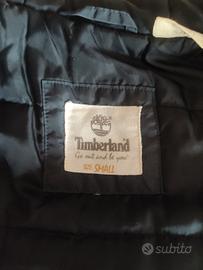 Timberland
Go out and be you
SIZE SMALL
subito